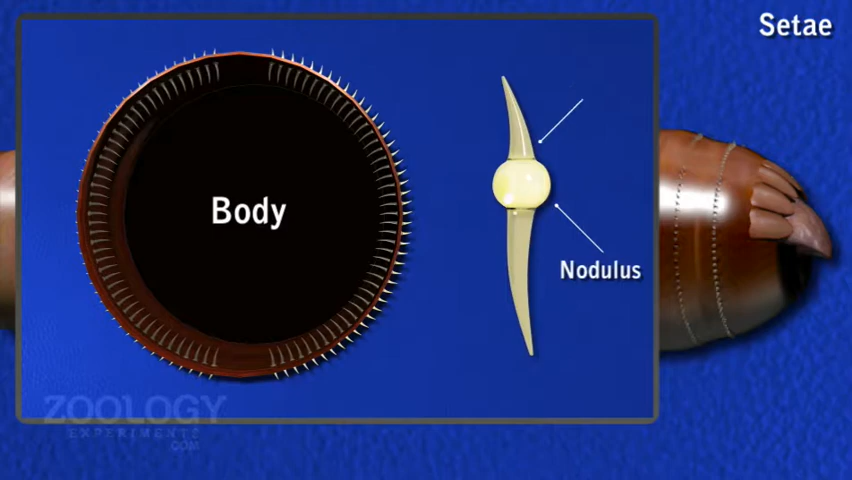 Setae
Body
Nodulus
ZOOLOGY
EXPERIMENTS
.COM